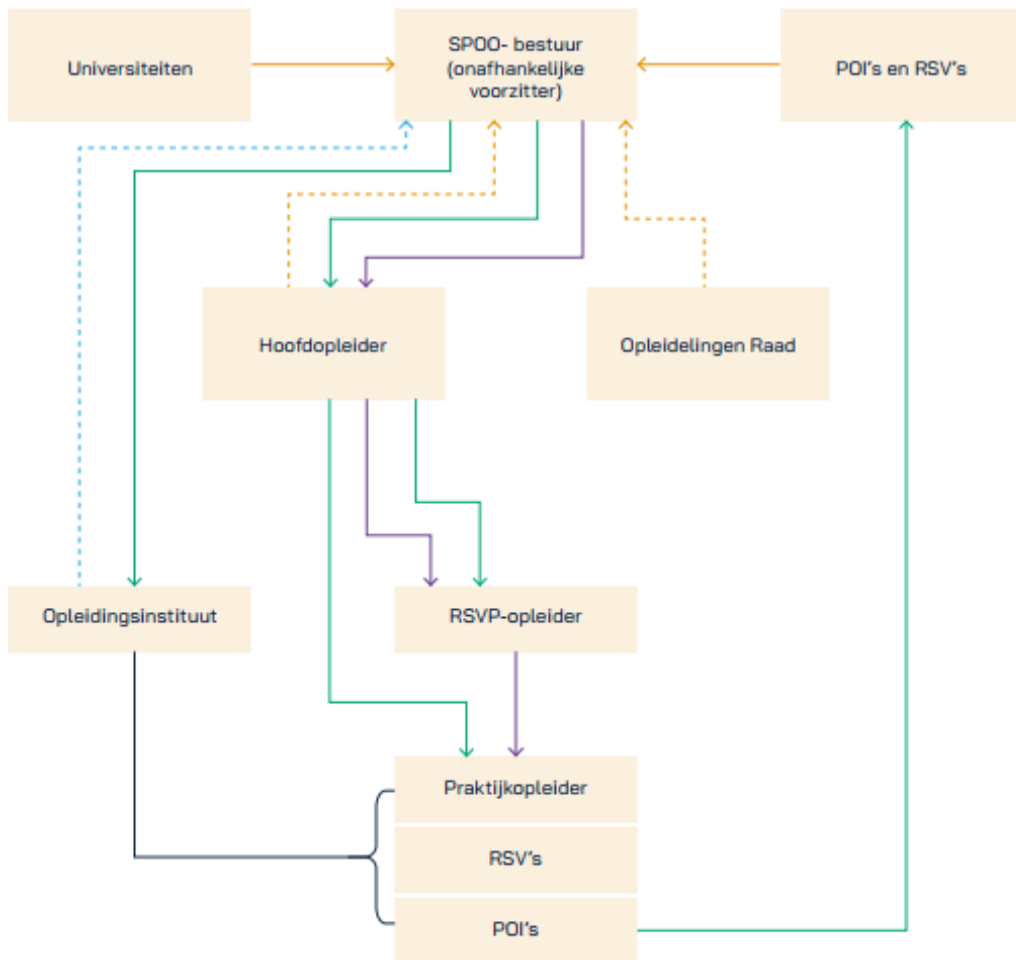 Universiteiten
SPOO- bestuur
(onafhankelijke
voorzitter)
POI's en RSV's
Hoofdopleider
Opleidelingen Raad
Opleidingsinstituut
RSVP-opleider
Praktijkopleider
RSV's
POI's